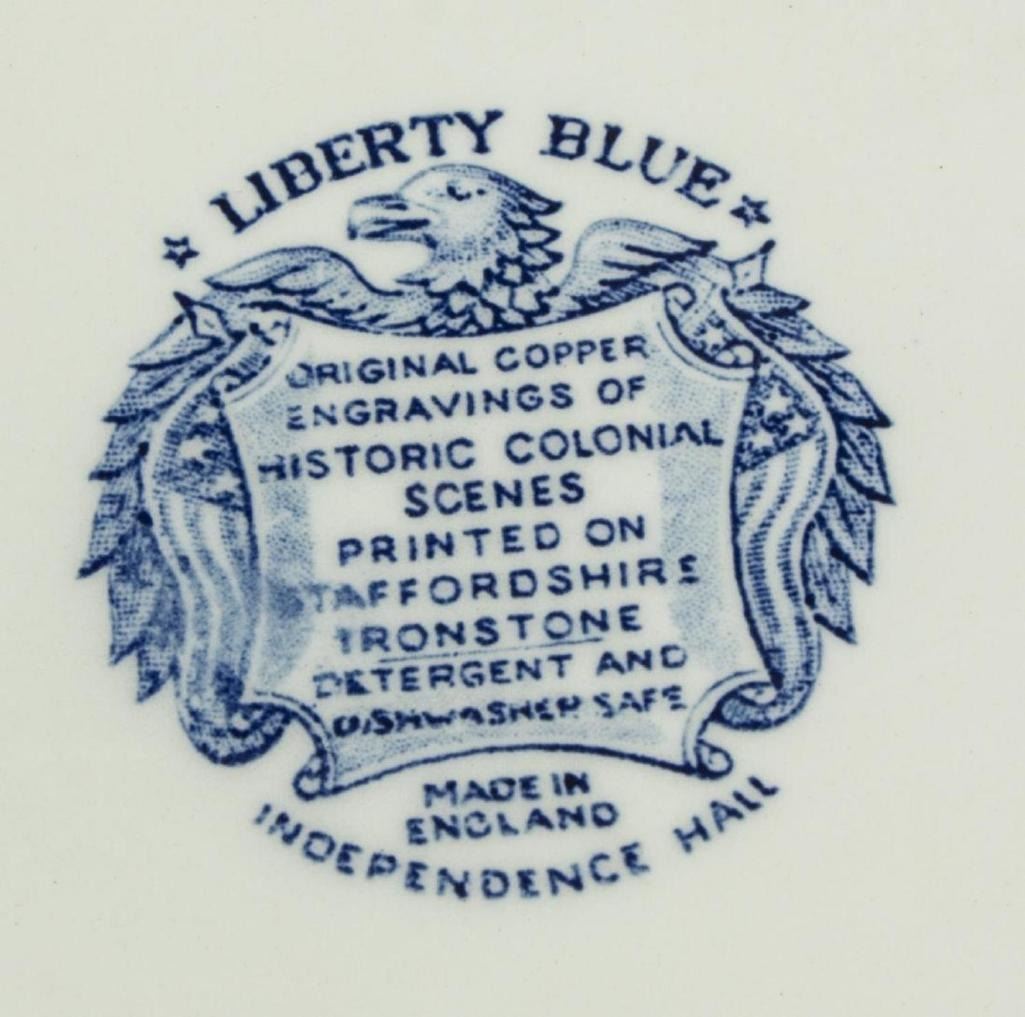 LIBERTY BLUE
ORIGINAL COPPER
ENGRAVINGS OF
HISTORIC COLONIAL
SCENES
PRINTED ON
STAFFORDSHIRE
IRONSTONE
DETERGENT AND
DISHWASHER SAFE
MADE IN
ENGLAND
INDEPENDENCE HALL